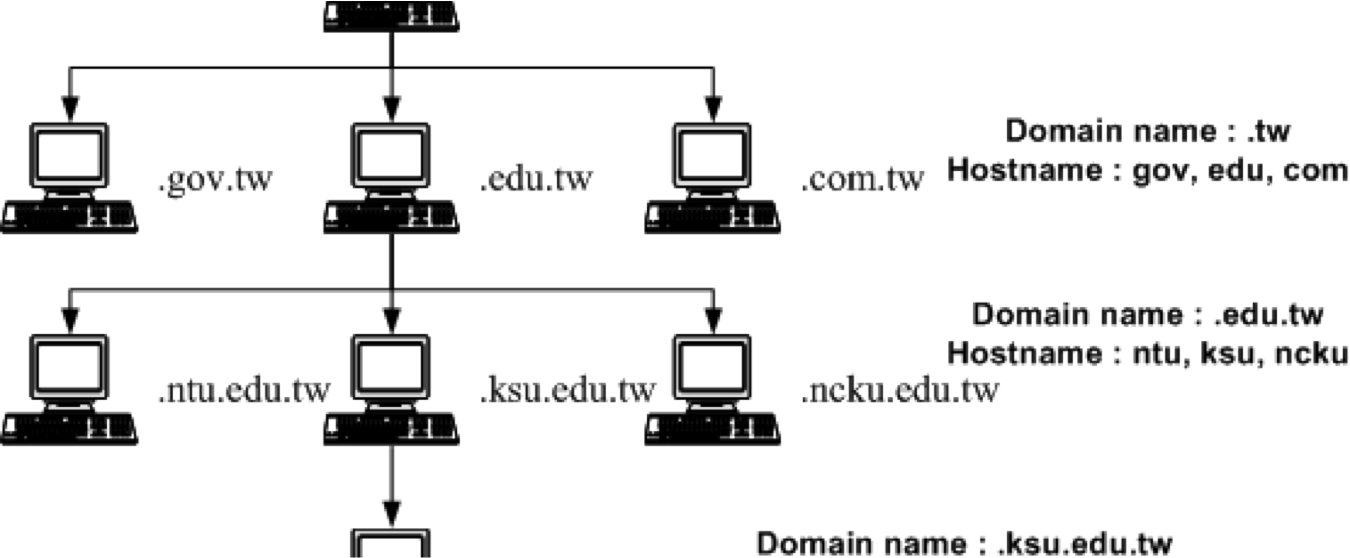 .gov.tw
.edu.tw
.com.tw
Domain name : .tw
Hostname : gov, edu, com
.ntu.edu.tw
.ksu.edu.tw
.ncku.edu.tw
Domain name : .edu.tw
Hostname : ntu, ksu, ncku
Domain name : .ksu.edu.tw